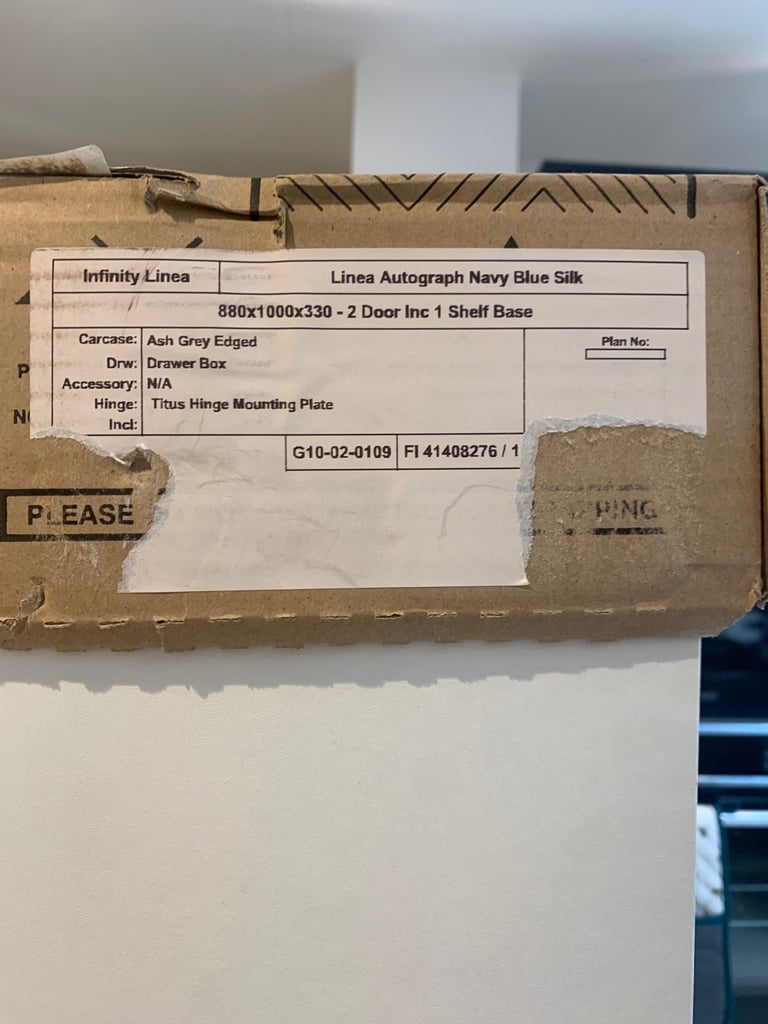 Infinity Linea Linea Autograph Navy Blue Silk
880x1000x330 - 2 Door Inc 1 Shelf Base
Carcase: Ash Grey Edged
Plan No:
Drw: Drawer Box
Accessory: N/A
Hinge: Titus Hinge Mounting Plate
Incl:
G10-02-0109 FI 41408276 / 1
PLEASE